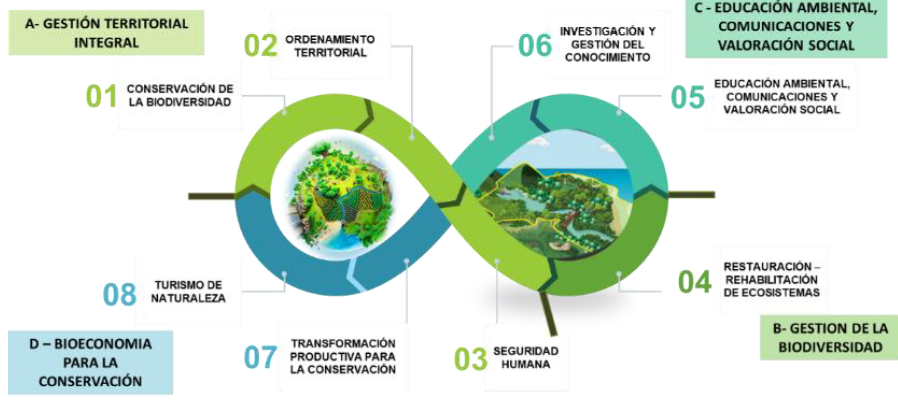 A- GESTIÓN TERRITORIAL
INTEGRAL
01
CONSERVACIÓN DE
LA BIODIVERSIDAD
02
ORDENAMIENTO
TERRITORIAL
06
INVESTIGACIÓN Y
GESTIÓN DEL
CONOCIMIENTO
C - EDUCACIÓN AMBIENTAL,
COMUNICACIONES Y
VALORACIÓN SOCIAL
05
EDUCACIÓN AMBIENTAL,
COMUNICACIONES Y
VALORACIÓN SOCIAL
08
TURISMO DE
NATURALEZA
D – BIOECONOMIA
PARA LA
CONSERVACIÓN
07
TRANSFORMACIÓN
PRODUCTIVA PARA
LA CONSERVACIÓN
03
SEGURIDAD
HUMANA
04
RESTAURACIÓN –
REHABILITACIÓN
DE ECOSISTEMAS
B- GESTION DE LA
BIODIVERSIDAD